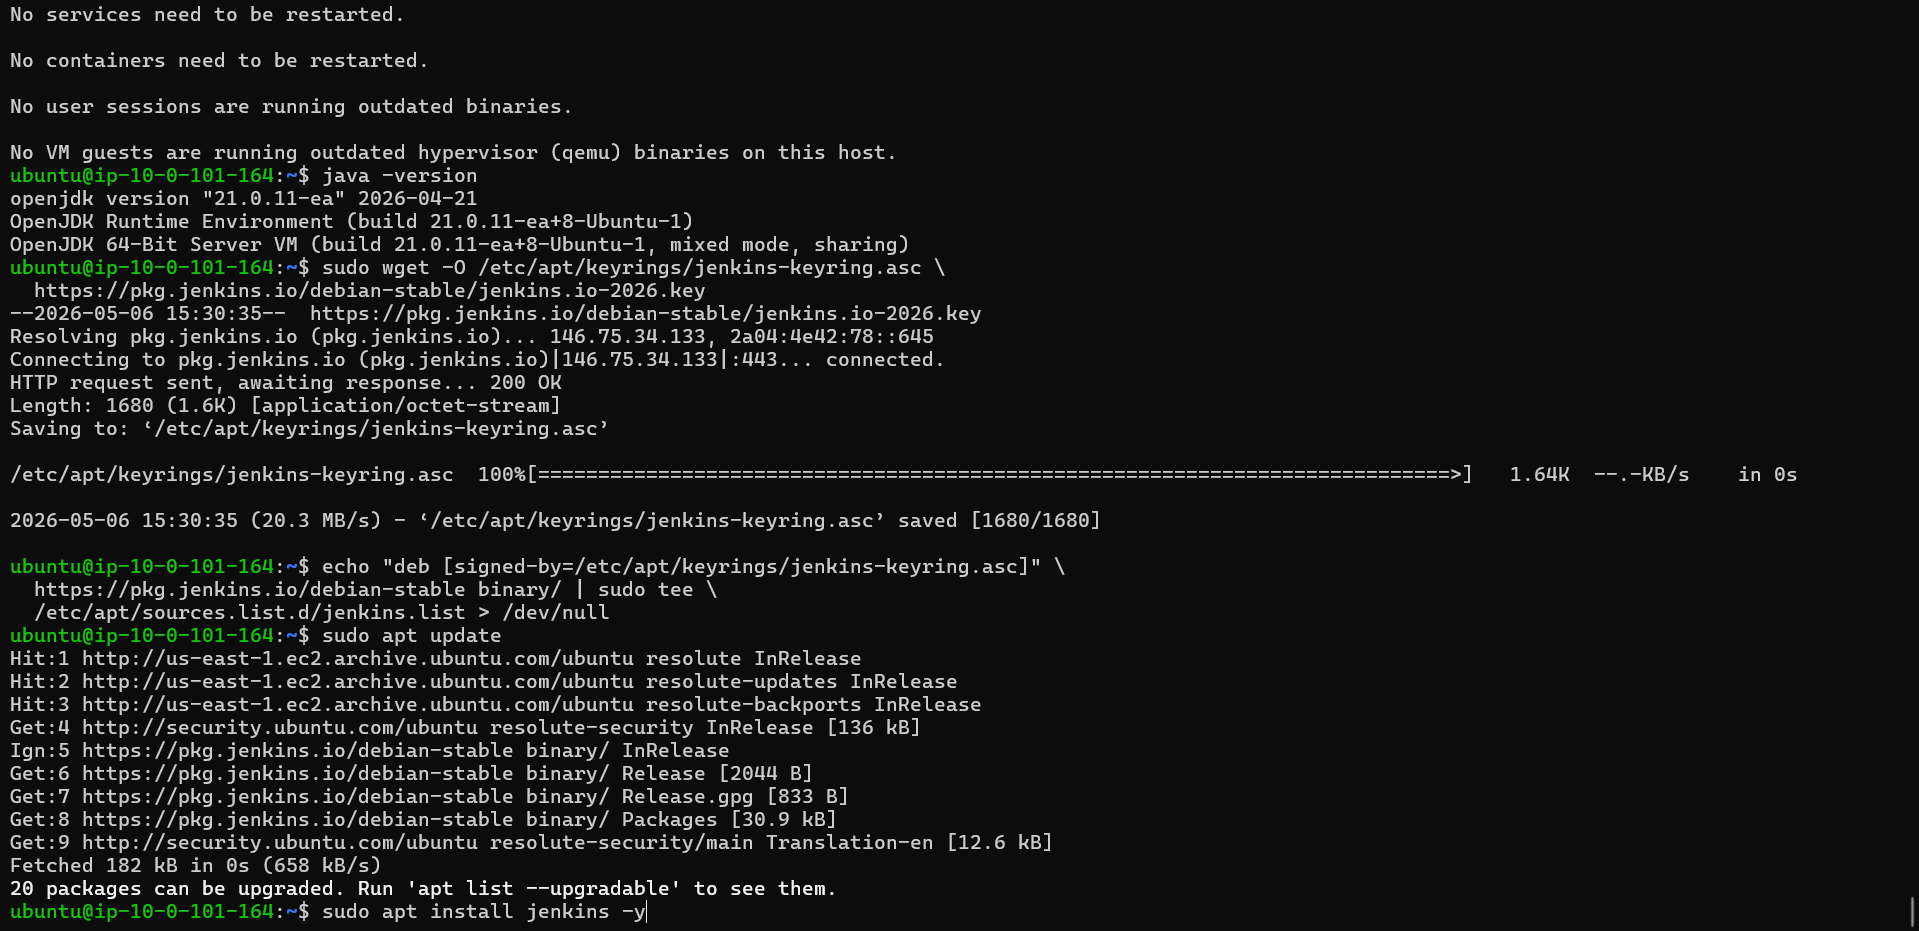 No services need to be restarted.
No containers need to be restarted.
No user sessions are running outdated binaries.
No VM guests are running outdated hypervisor (qemu) binaries on this host.
ubuntu@ip-10-0-101-164:~$ java -version
openjdk version "21.0.11-ea" 2026-04-21
OpenJDK Runtime Environment (build 21.0.11-ea+8-Ubuntu-1)
OpenJDK 64-Bit Server VM (build 21.0.11-ea+8-Ubuntu-1, mixed mode, sharing)
ubuntu@ip-10-0-101-164:~$ sudo wget -O /etc/apt/keyrings/jenkins-keyring.asc \
  https://pkg.jenkins.io/debian-stable/jenkins.io-2026.key
--2026-05-06 15:30:35--  https://pkg.jenkins.io/debian-stable/jenkins.io-2026.key
Resolving pkg.jenkins.io (pkg.jenkins.io)... 146.75.34.133, 2a04:4e42:78::645
Connecting to pkg.jenkins.io (pkg.jenkins.io)|146.75.34.133|:443... connected.
HTTP request sent, awaiting response... 200 OK
Length: 1680 (1.6K) [application/octet-stream]
Saving to: ‘/etc/apt/keyrings/jenkins-keyring.asc’
/etc/apt/keyrings/jenkins-keyring.asc  100%[============================================================================>]   1.64K  --.-KB/s    in 0s
2026-05-06 15:30:35 (20.3 MB/s) - ‘/etc/apt/keyrings/jenkins-keyring.asc’ saved [1680/1680]
ubuntu@ip-10-0-101-164:~$ echo "deb [signed-by=/etc/apt/keyrings/jenkins-keyring.asc]" \
  https://pkg.jenkins.io/debian-stable binary/ | sudo tee \
  /etc/apt/sources.list.d/jenkins.list > /dev/null
ubuntu@ip-10-0-101-164:~$ sudo apt update
Hit:1 http://us-east-1.ec2.archive.ubuntu.com/ubuntu resolute InRelease
Hit:2 http://us-east-1.ec2.archive.ubuntu.com/ubuntu resolute-updates InRelease
Hit:3 http://us-east-1.ec2.archive.ubuntu.com/ubuntu resolute-backports InRelease
Get:4 http://security.ubuntu.com/ubuntu resolute-security InRelease [136 kB]
Ign:5 https://pkg.jenkins.io/debian-stable binary/ InRelease
Get:6 https://pkg.jenkins.io/debian-stable binary/ Release [2044 B]
Get:7 https://pkg.jenkins.io/debian-stable binary/ Release.gpg [833 B]
Get:8 https://pkg.jenkins.io/debian-stable binary/ Packages [30.9 kB]
Get:9 http://security.ubuntu.com/ubuntu resolute-security/main Translation-en [12.6 kB]
Fetched 182 kB in 0s (658 kB/s)
20 packages can be upgraded. Run 'apt list --upgradable' to see them.
ubuntu@ip-10-0-101-164:~$ sudo apt install jenkins -y